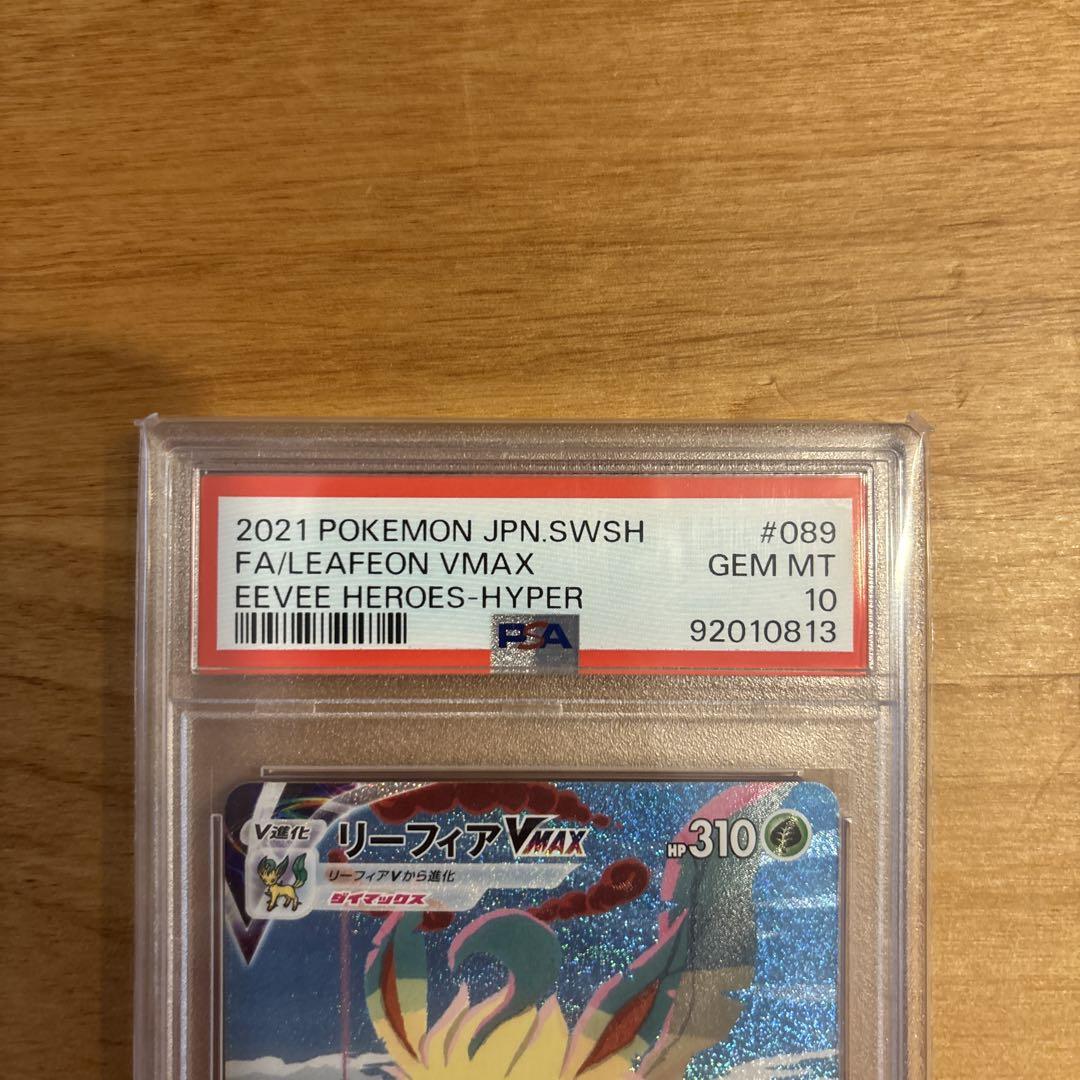 2021 POKEMON JPN.SWSH #089
FA/LEAFEON VMAX GEM MT
EEVEE HEROES-HYPER 10
PSA 92010813
V進化 リーフィアVMAX HP310
リーフィアVから進化
ダイマックス